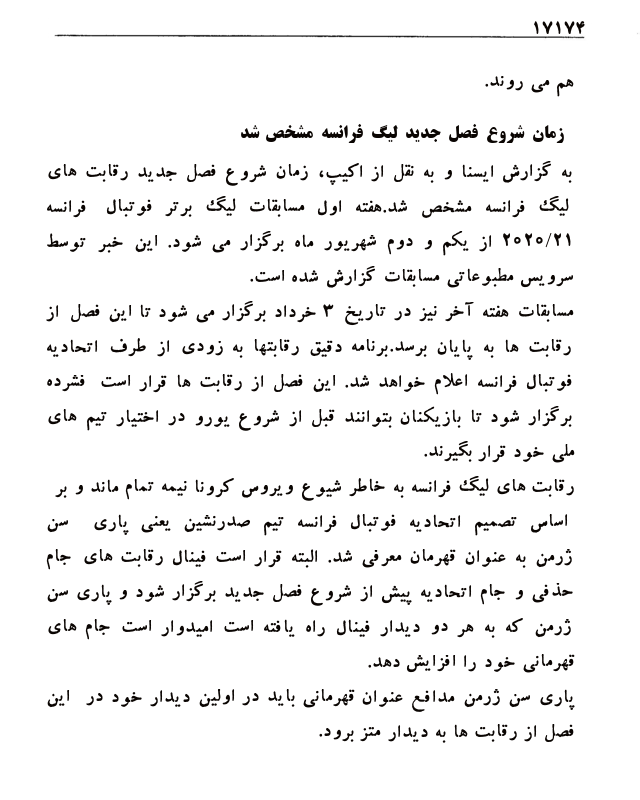 ۱۷۱۷۴
هم می روند.
زمان شروع فصل جدید لیگ فرانسه مشخص شد
به گزارش ایسنا و به نقل از اکیپ، زمان شروع فصل جدید رقابت های
لیگ فرانسه مشخص شد.هفته اول مسابقات لیگ برتر فوتبال فرانسه
۲۰۲۰/۲۱ از یکم و دوم شهریور ماه برگزار می شود. این خبر توسط
سرویس مطبوعاتی مسابقات گزارش شده است.
مسابقات هفته آخر نیز در تاریخ ۳ خرداد برگزار می شود تا این فصل از
رقابت ها به پایان برسد.برنامه دقیق رقابتها به زودی از طرف اتحادیه
فوتبال فرانسه اعلام خواهد شد. این فصل از رقابت ها قرار است فشرده
برگزار شود تا بازیکنان بتوانند قبل از شروع یورو در اختیار تیم های
ملی خود قرار بگیرند.
رقابت های لیگ فرانسه به خاطر شیوع ویروس کرونا نیمه تمام ماند و بر
اساس تصمیم اتحادیه فوتبال فرانسه تیم صدرنشین یعنی پاری سن
ژرمن به عنوان قهرمان معرفی شد. البته قرار است فینال رقابت های جام
حذفی و جام اتحادیه پیش از شروع فصل جدید برگزار شود و پاری سن
ژرمن که به هر دو دیدار فینال راه یافته است امیدوار است جام های
قهرمانی خود را افزایش دهد.
پاری سن ژرمن مدافع عنوان قهرمانی باید در اولین دیدار خود در این
فصل از رقابت ها به دیدار متز برود.